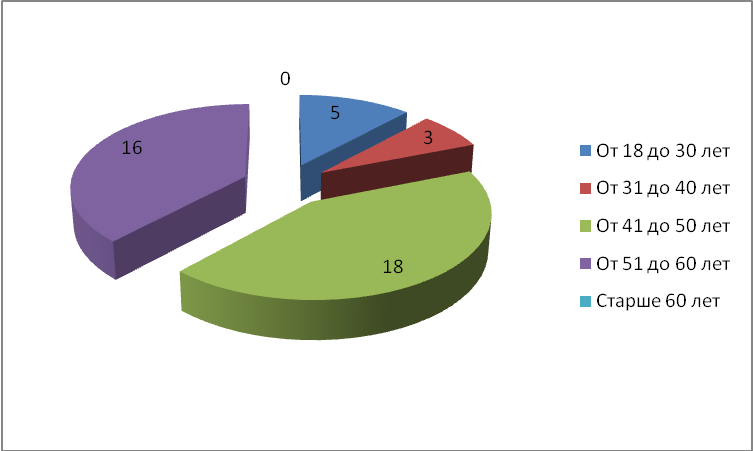 0
5
3
16
18
От 18 до 30 лет
От 31 до 40 лет
От 41 до 50 лет
От 51 до 60 лет
Старше 60 лет